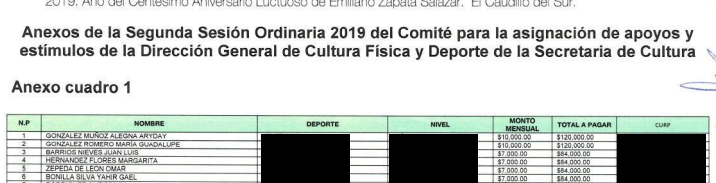 2019. Año del Centésimo Aniversario Luctuoso de Emiliano Zapata Salazar. El Caudillo del Sur.
Anexos de la Segunda Sesión Ordinaria 2019 del Comité para la asignación de apoyos y
estímulos de la Dirección General de Cultura Física y Deporte de la Secretaria de Cultura
Anexo cuadro 1
N.P NOMBRE DEPORTE NIVEL MONTO MENSUAL TOTAL A PAGAR CURP
1 GONZALEZ MUÑOZ ALEGNA ARYDAY $10,000.00 $120,000.00
2 GONZALEZ ROMERO MARÍA GUADALUPE $10,000.00 $120,000.00
3 BARRIOS NIEVES JUAN LUIS $7,000.00 $84,000.00
4 HERNANDEZ FLORES MARGARITA $7,000.00 $84,000.00
5 ZEPEDA DE LEON OMAR $7,000.00 $84,000.00
6 BONILLA SILVA YAHIR GAEL $7,000.00 $84,000.00